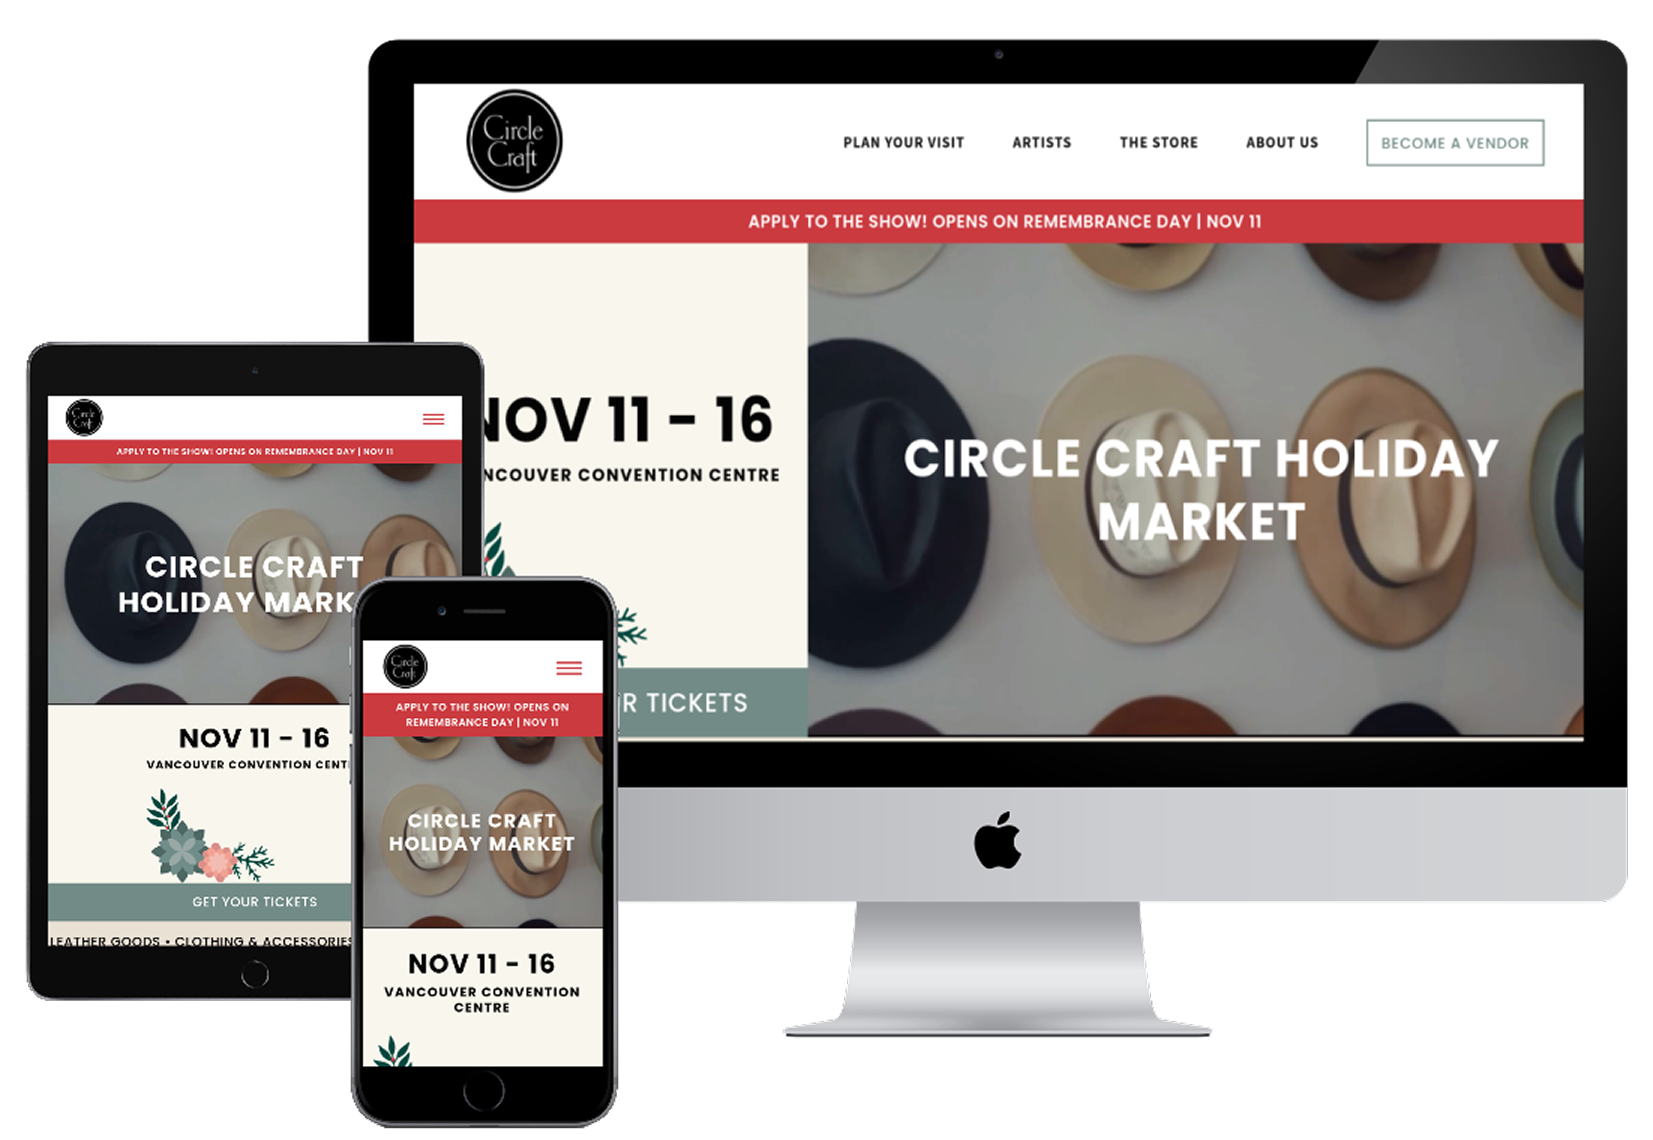 Circle
Craft
PLAN YOUR VISIT
ARTISTS
THE STORE
ABOUT US
BECOME A VENDOR
APPLY TO THE SHOW! OPENS ON REMEMBRANCE DAY | NOV 11
NOV 11 - 16
NCOUVER CONVENTION CENTRE
R TICKETS
CIRCLE CRAFT HOLIDAY
MARKET
Circle
Craft
APPLY TO THE SHOW! OPENS ON REMEMBRANCE DAY | NOV 11
CIRCLE CRAFT
HOLIDAY MARK
NOV 11 - 16
VANCOUVER CONVENTION CENT
GET YOUR TICKETS
LEATHER GOODS • CLOTHING & ACCESSORIES
Circle
Craft
APPLY TO THE SHOW! OPENS ON
REMEMBRANCE DAY | NOV 11
CIRCLE CRAFT
HOLIDAY MARKET
NOV 11 - 16
VANCOUVER CONVENTION
CENTRE